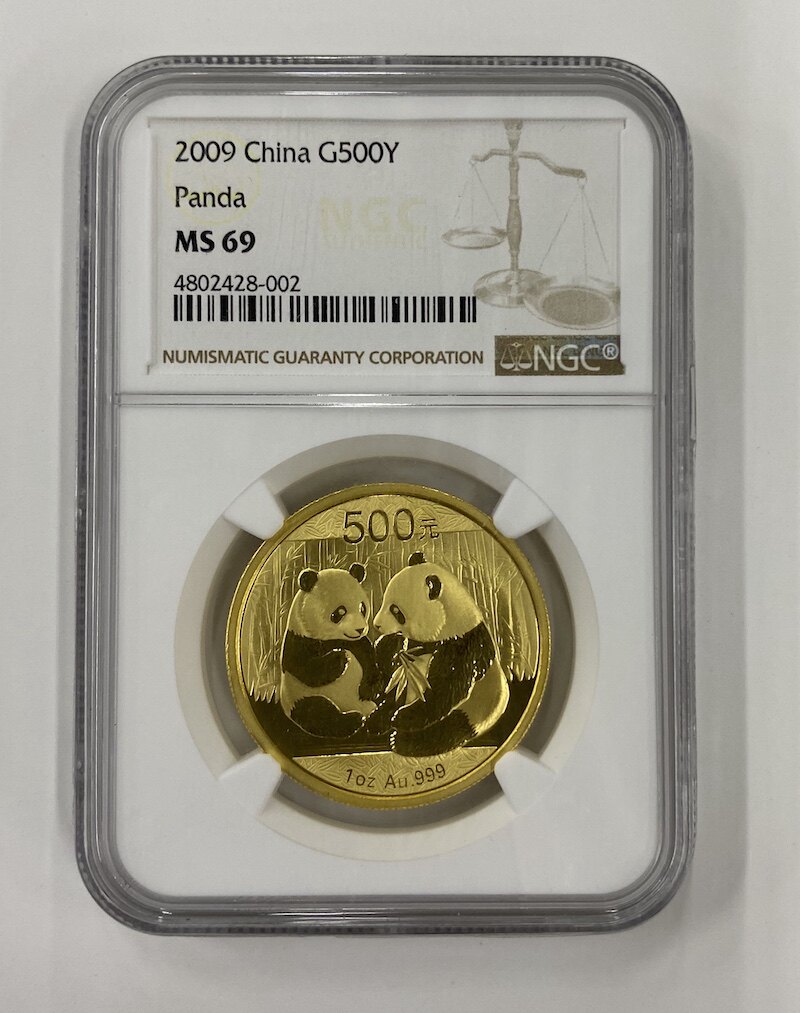 2009 China G500Y
Panda
NGC
MS 69
4802428-002
NUMISMATIC GUARANTY CORPORATION
NGC®
500元
1oz Au.999